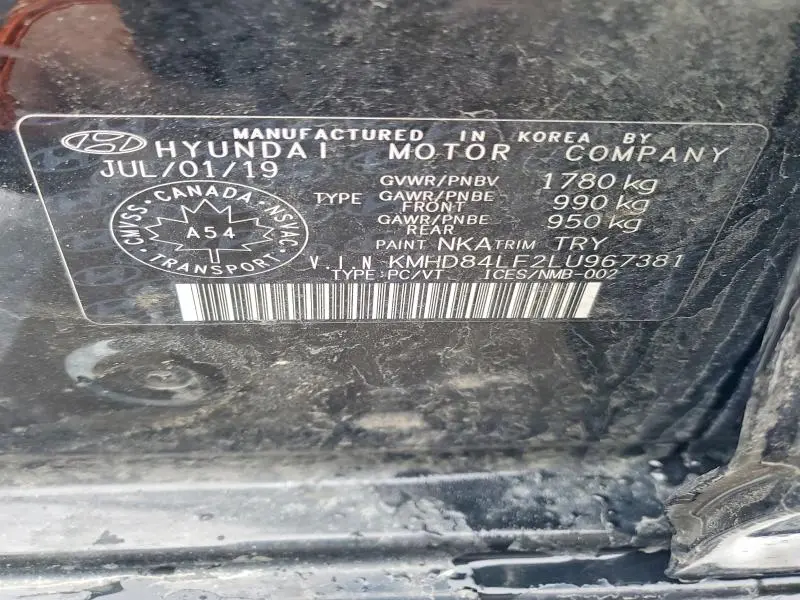 MANUFACTURED IN KOREA BY
HYUNDAI MOTOR COMPANY
JUL/01/19
GVWR/PNBV 1780 kg
TYPE GAWR/PNBE FRONT 990 kg
GAWR/PNBE REAR 950 kg
PAINT NKA TRIM TRY
CANADA
CMVSS · NSVAC
A54
TRANSPORT
V.I.N KMHD84LF2LU967381
TYPE:PC/VT ICES/NMB-002